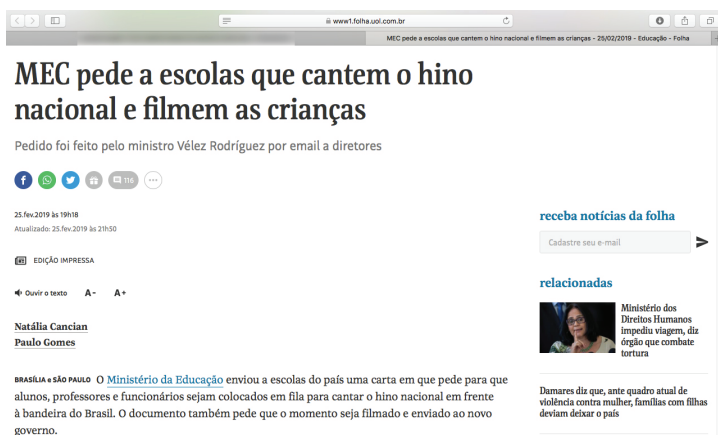 www1.folha.uol.com.br
MEC pede a escolas que cantem o hino nacional e filmem as crianças - 25/02/2019 - Educação - Folha
MEC pede a escolas que cantem o hino
nacional e filmem as crianças
Pedido foi feito pelo ministro Vélez Rodríguez por email a diretores
116
25.fev.2019 às 19h18
Atualizado: 25.fev.2019 às 21h50
EDIÇÃO IMPRESSA
Ouvir o texto A- A+
Natália Cancian
Paulo Gomes
BRASÍLIA e SÃO PAULO O Ministério da Educação enviou a escolas do país uma carta em que pede para que
alunos, professores e funcionários sejam colocados em fila para cantar o hino nacional em frente
à bandeira do Brasil. O documento também pede que o momento seja filmado e enviado ao novo
governo.
receba notícias da folha
Cadastre seu e-mail
relacionadas
Ministério dos
Direitos Humanos
impediu viagem, diz
órgão que combate
tortura
Damares diz que, ante quadro atual de
violência contra mulher, famílias com filhas
deviam deixar o país